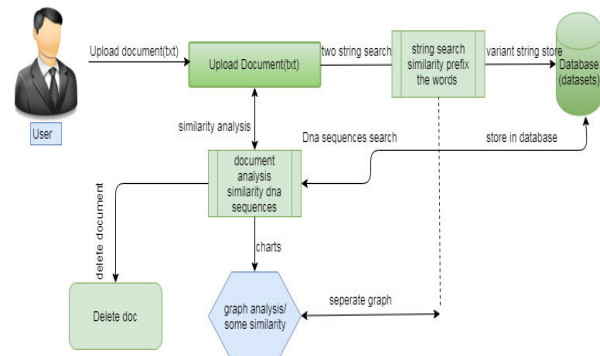 Upload document(txt)
Upload Document(txt)
two string search
string search
similarity prefix
the words
variant string store
Database
(datasets)
User
similarity analysis
Dna sequences search
store in database
document
analysis
similarity dna
sequences
delete document
charts
Delete doc
graph analysis/
some similarity
seperate graph